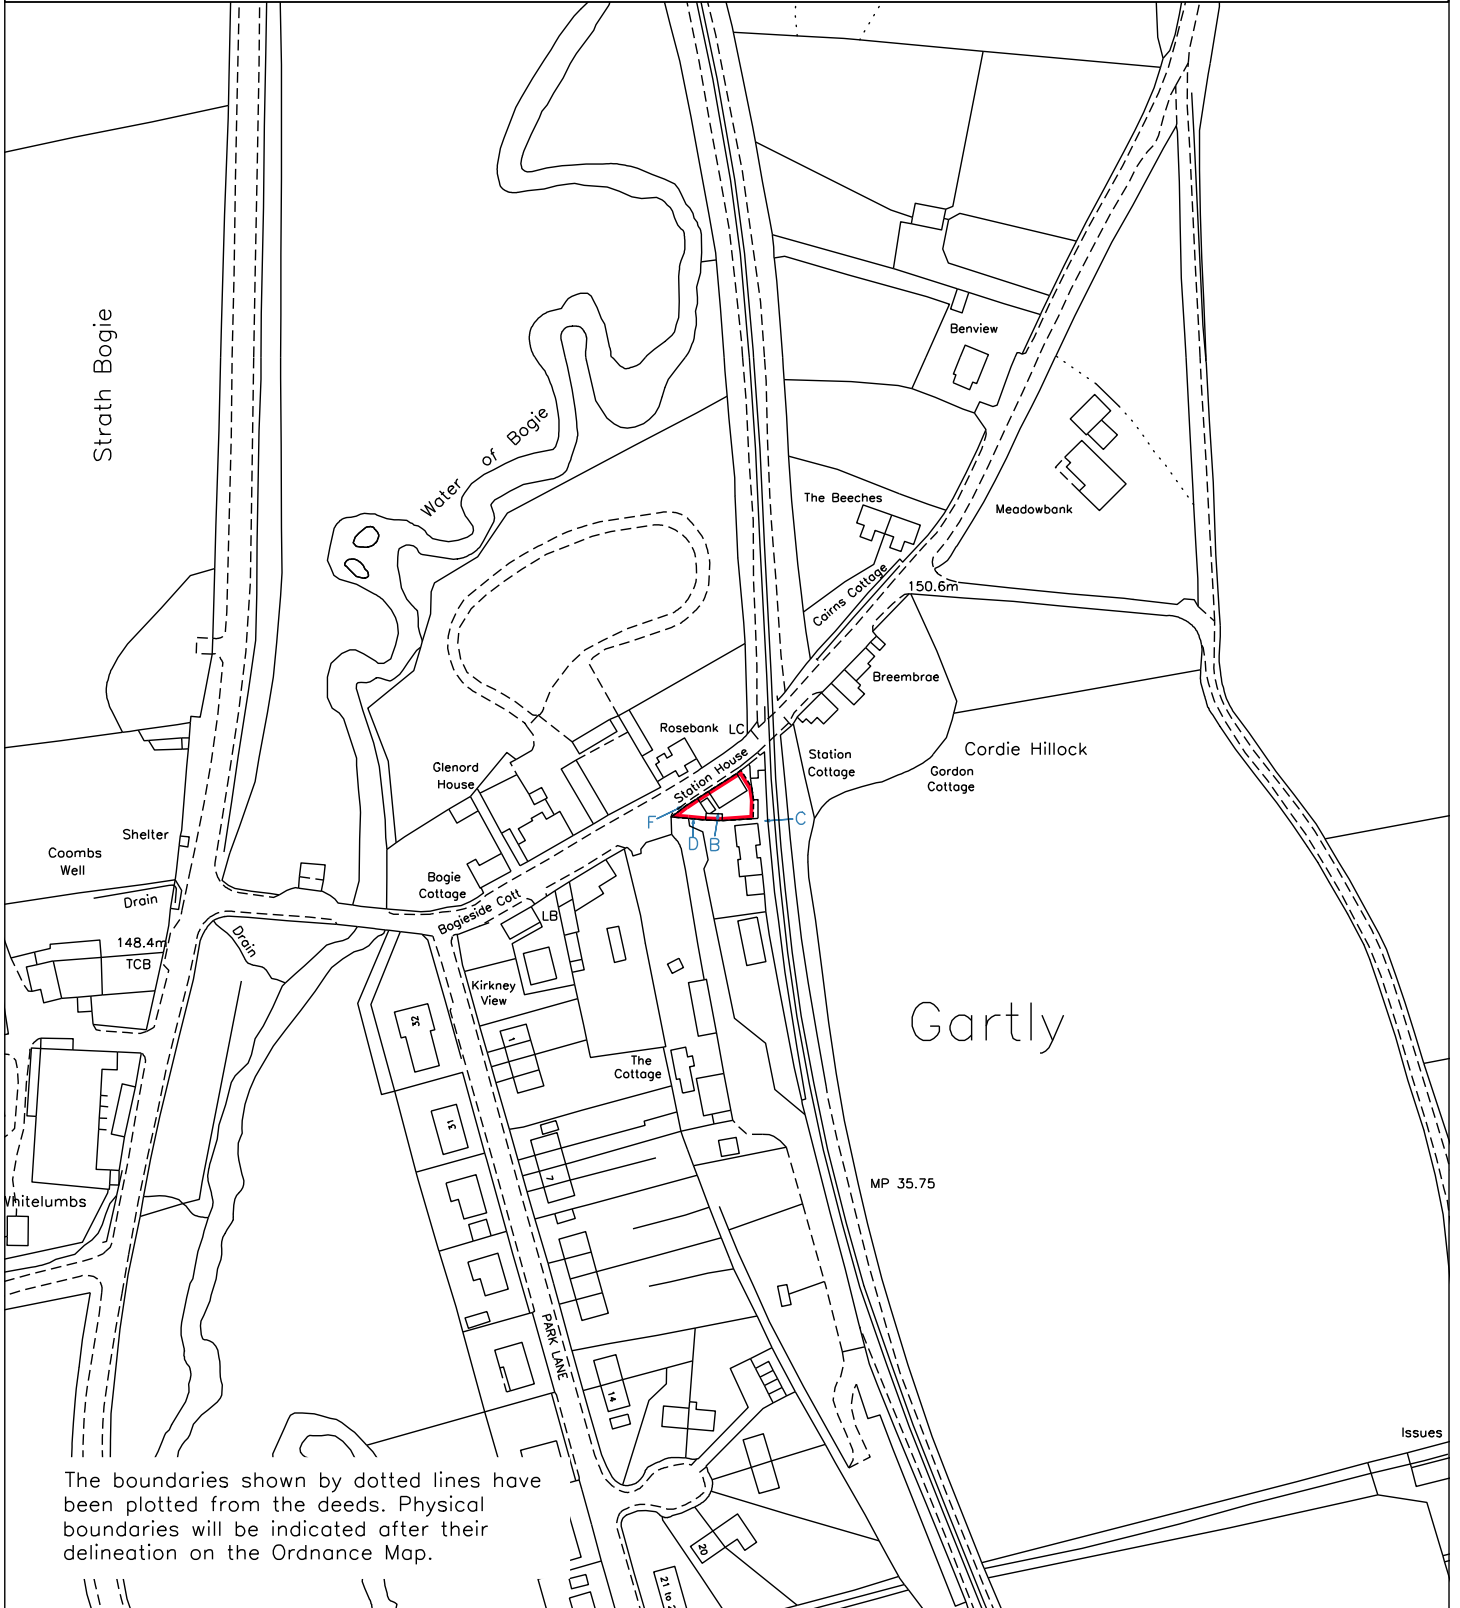 Strath Bogie
Water of Bogie
Benview
The Beeches
Meadowbank
Cairns Cottage
150.6m
Breembrae
Rosebank
LC
Station House
Station
Cottage
Cordie Hillock
Gordon
Cottage
Glenord
House
F
D
B
C
Shelter
Coombs
Well
Drain
148.4m
TCB
Drain
Bogie
Cottage
Bogieside Cott
LB
Kirkney
View
32
1
The
Cottage
Gartly
31
7
MP 35.75
Whitelumbs
PARK LANE
14
Issues
20
21 to
The boundaries shown by dotted lines have
been plotted from the deeds. Physical
boundaries will be indicated after their
delineation on the Ordnance Map.